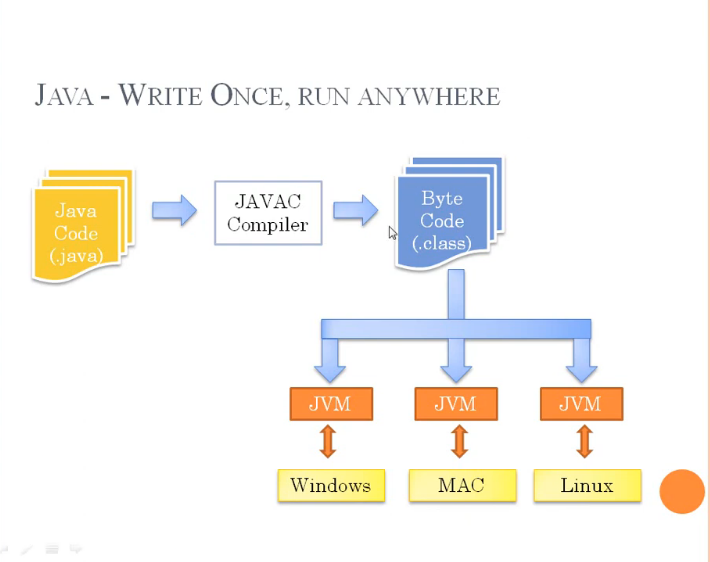 Java - Write Once, run anywhere
Java
Code
(.java)
JAVAC
Compiler
Byte
Code
(.class)
JVM
JVM
JVM
Windows
MAC
Linux